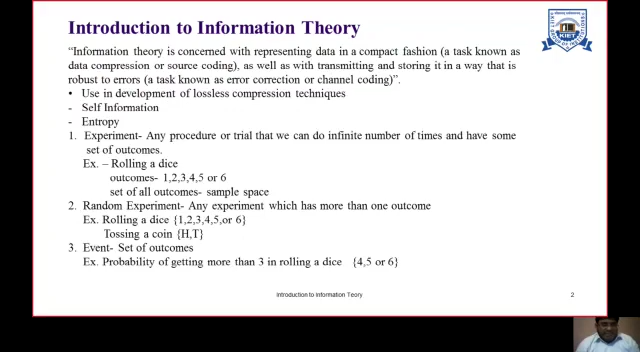 Introduction to Information Theory
“Information theory is concerned with representing data in a compact fashion (a task known as
data compression or source coding), as well as with transmitting and storing it in a way that is
robust to errors (a task known as error correction or channel coding)”.
• Use in development of lossless compression techniques
- Self Information
- Entropy
1. Experiment- Any procedure or trial that we can do infinite number of times and have some
set of outcomes.
Ex. – Rolling a dice
outcomes- 1,2,3,4,5 or 6
set of all outcomes- sample space
2. Random Experiment- Any experiment which has more than one outcome
Ex. Rolling a dice {1,2,3,4,5,or 6}
Tossing a coin {H,T}
3. Event- Set of outcomes
Ex. Probability of getting more than 3 in rolling a dice {4,5 or 6}
Introduction to Information Teory
2
KIET